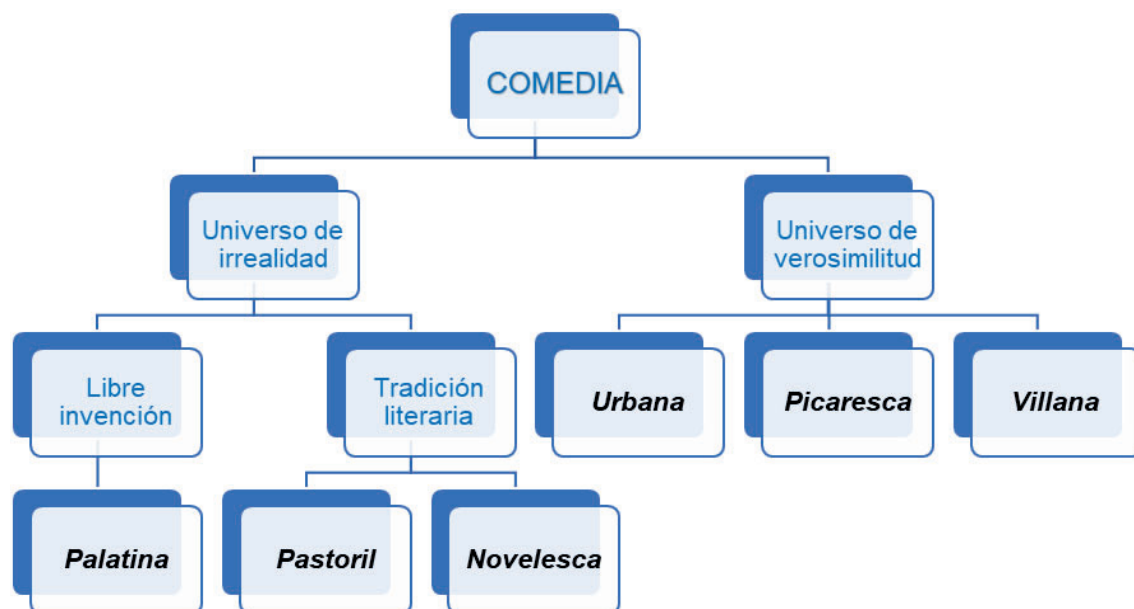 COMEDIA
Universo de
irrealidad
Universo de
verosimilitud
Libre
invención
Tradición
literaria
Urbana
Picaresca
Villana
Palatina
Pastoril
Novelesca